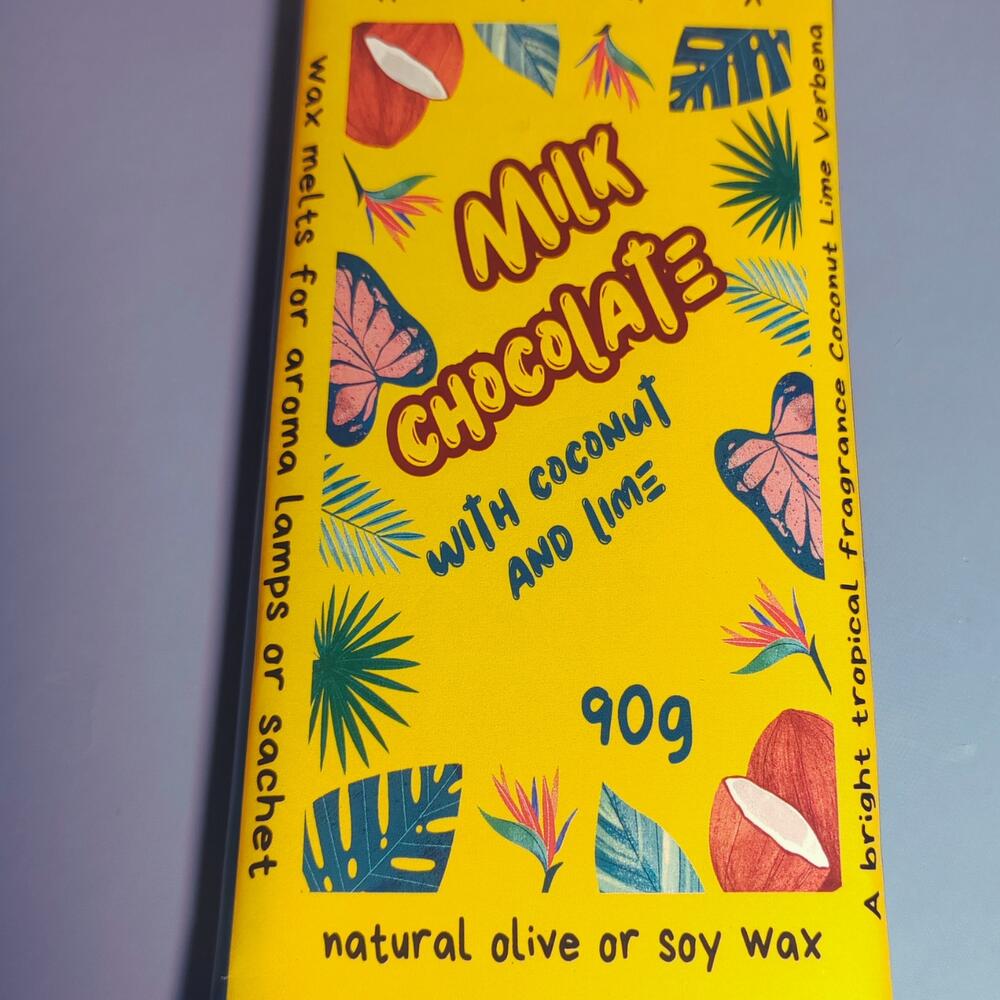 MILK
CHOCOLATE
WITH COCONUT
AND LIME
90g
natural olive or soy wax
Wax melts for aroma lamps or sachet
A bright tropical fragrance Coconut Lime Verbena